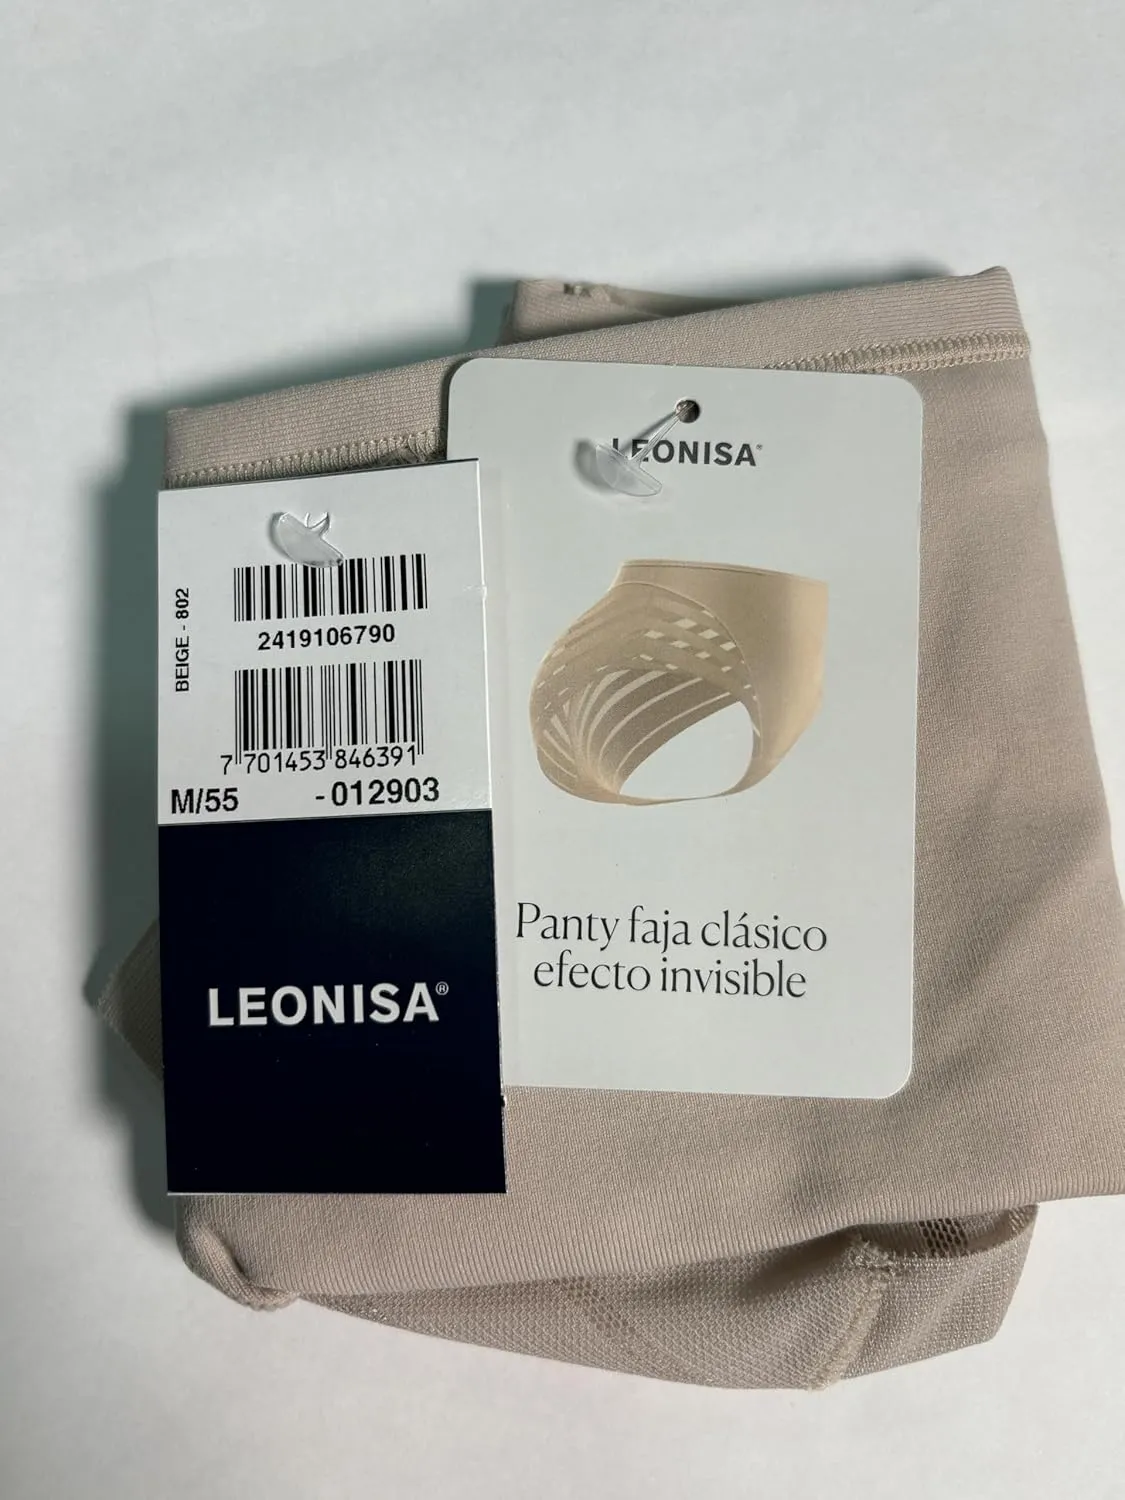 LEONISA®
BEIGE - 802
2419106790
7 701453 846391
M/55 -012903
LEONISA®
Panty faja clásico
efecto invisible